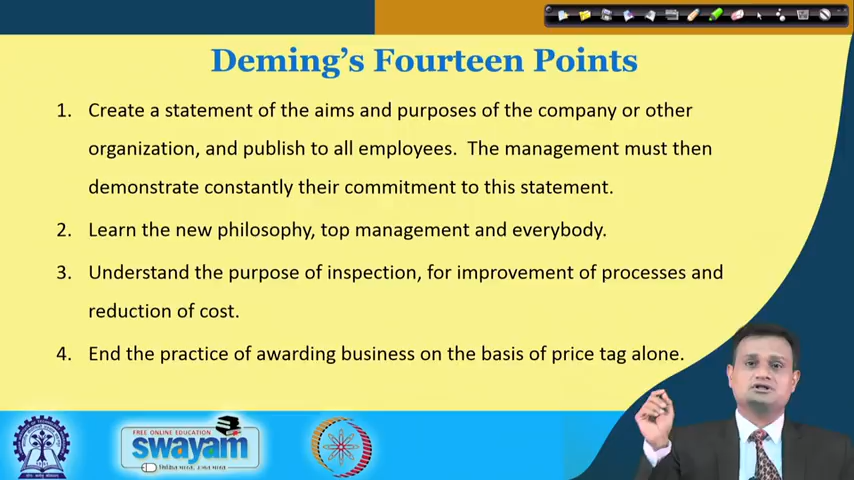 Deming's Fourteen Points
1. Create a statement of the aims and purposes of the company or other
organization, and publish to all employees. The management must then
demonstrate constantly their commitment to this statement.
2. Learn the new philosophy, top management and everybody.
3. Understand the purpose of inspection, for improvement of processes and
reduction of cost.
4. End the practice of awarding business on the basis of price tag alone.
FREE ONLINE EDUCATION
swayam